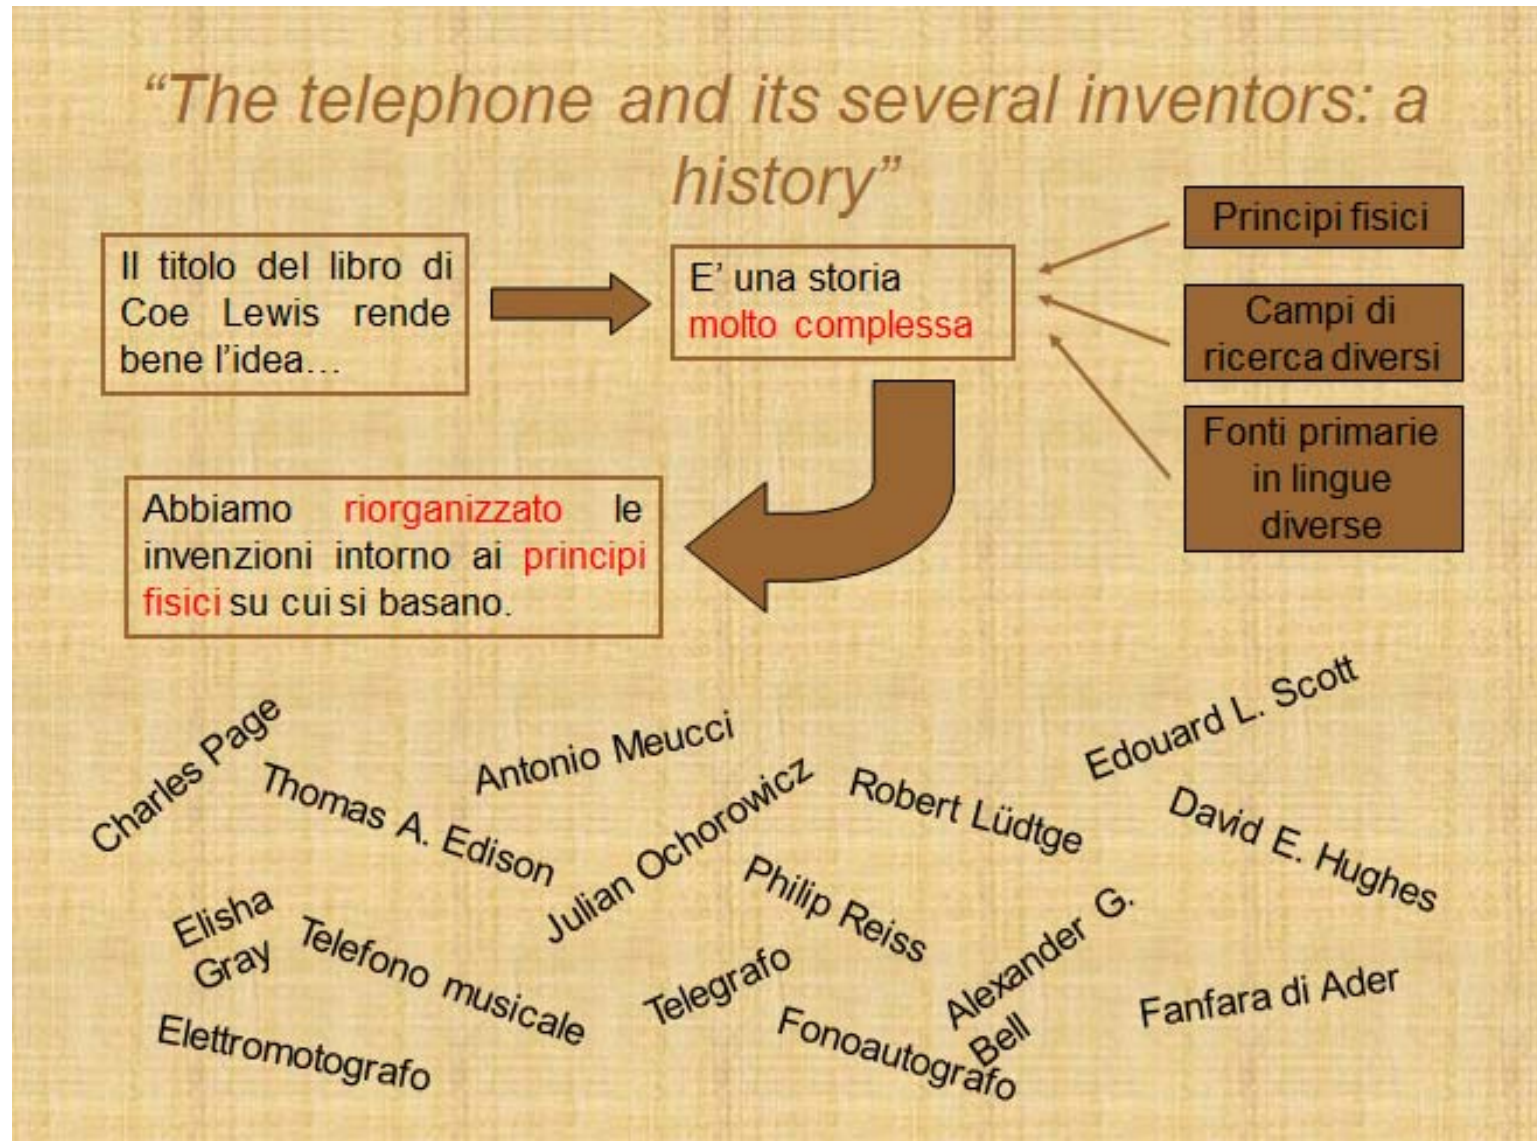 “The telephone and its several inventors: a
history”
Il titolo del libro di
Coe Lewis rende
bene l’idea…
E’ una storia
molto complessa
Principi fisici
Campi di
ricerca diversi
Fonti primarie
in lingue
diverse
Abbiamo riorganizzato le
invenzioni intorno ai principi
fisici su cui si basano.
Charles Page
Thomas A. Edison
Antonio Meucci
Julian Ochorowicz
Robert Lüdtge
Edouard L. Scott
David E. Hughes
Philip Reiss
Elisha
Gray
Telefono musicale
Elettromotografo
Telegrafo
Fonoautografo
Alexander G.
Bell
Fanfara di Ader